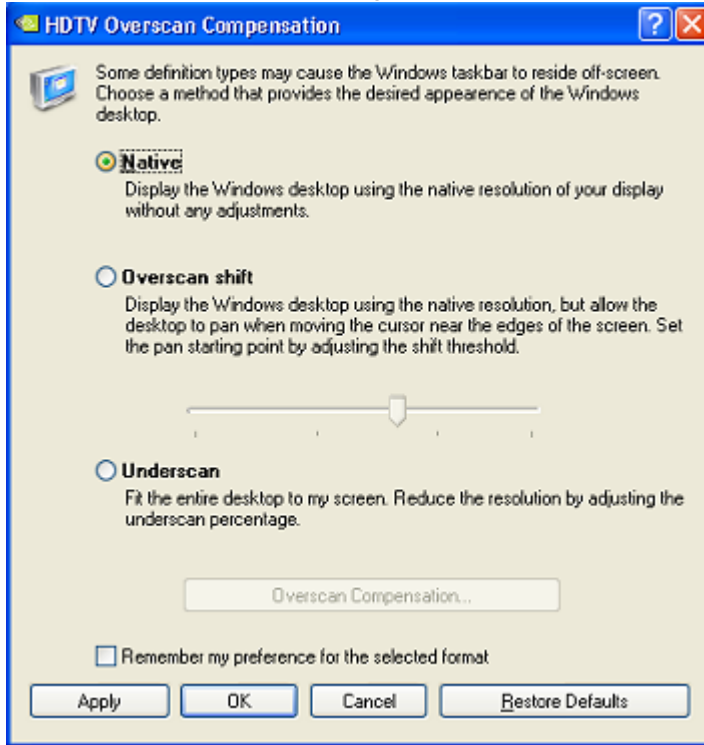 HDTV Overscan Compensation
Some definition types may cause the Windows taskbar to reside off-screen.
Choose a method that provides the desired appearence of the Windows
desktop.
Native
Display the Windows desktop using the native resolution of your display
without any adjustments.
Overscan shift
Display the Windows desktop using the native resolution, but allow the
desktop to pan when moving the cursor near the edges of the screen. Set
the pan starting point by adjusting the shift threshold.
Underscan
Fit the entire desktop to my screen. Reduce the resolution by adjusting the
underscan percentage.
Overscan Compensation...
Remember my preference for the selected format
Apply OK Cancel Restore Defaults